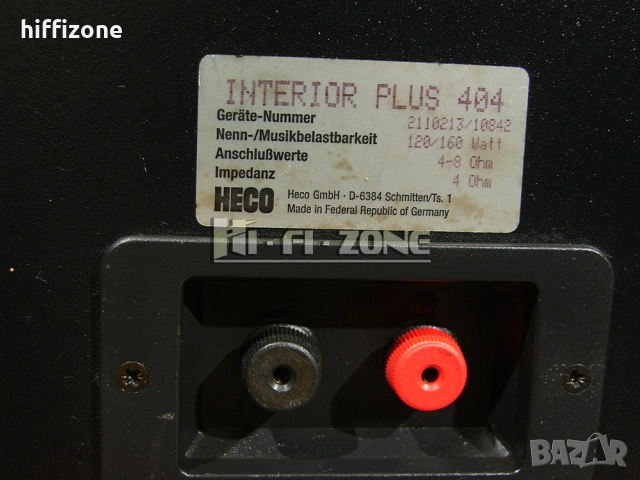 hiffizone
INTERIOR PLUS 404
Geräte-Nummer 2110213/10842
Nenn-/Musikbelastbarkeit 120/160 Watt
Anschlußwerte 4-8 Ohm
Impedanz 4 Ohm
HECO Heco GmbH · D-6384 Schmitten/Ts. 1
Made in Federal Republic of Germany
Hi-Fi-ZONE
BAZAR